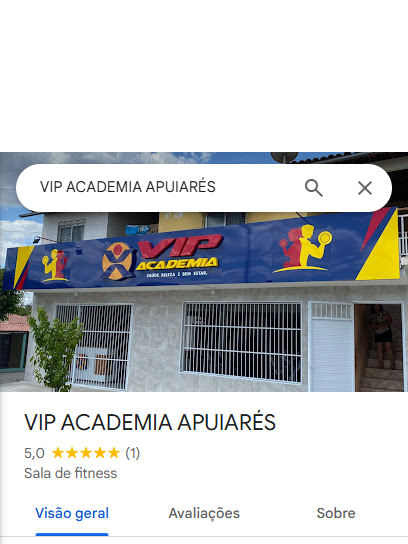 VIP ACADEMIA APUIARÉS
VIP
ACADEMIA
SAÚDE, BELEZA E BEM ESTAR.
VIP ACADEMIA APUIARÉS
5,0 (1)
Sala de fitness
Visão geral Avaliações Sobre